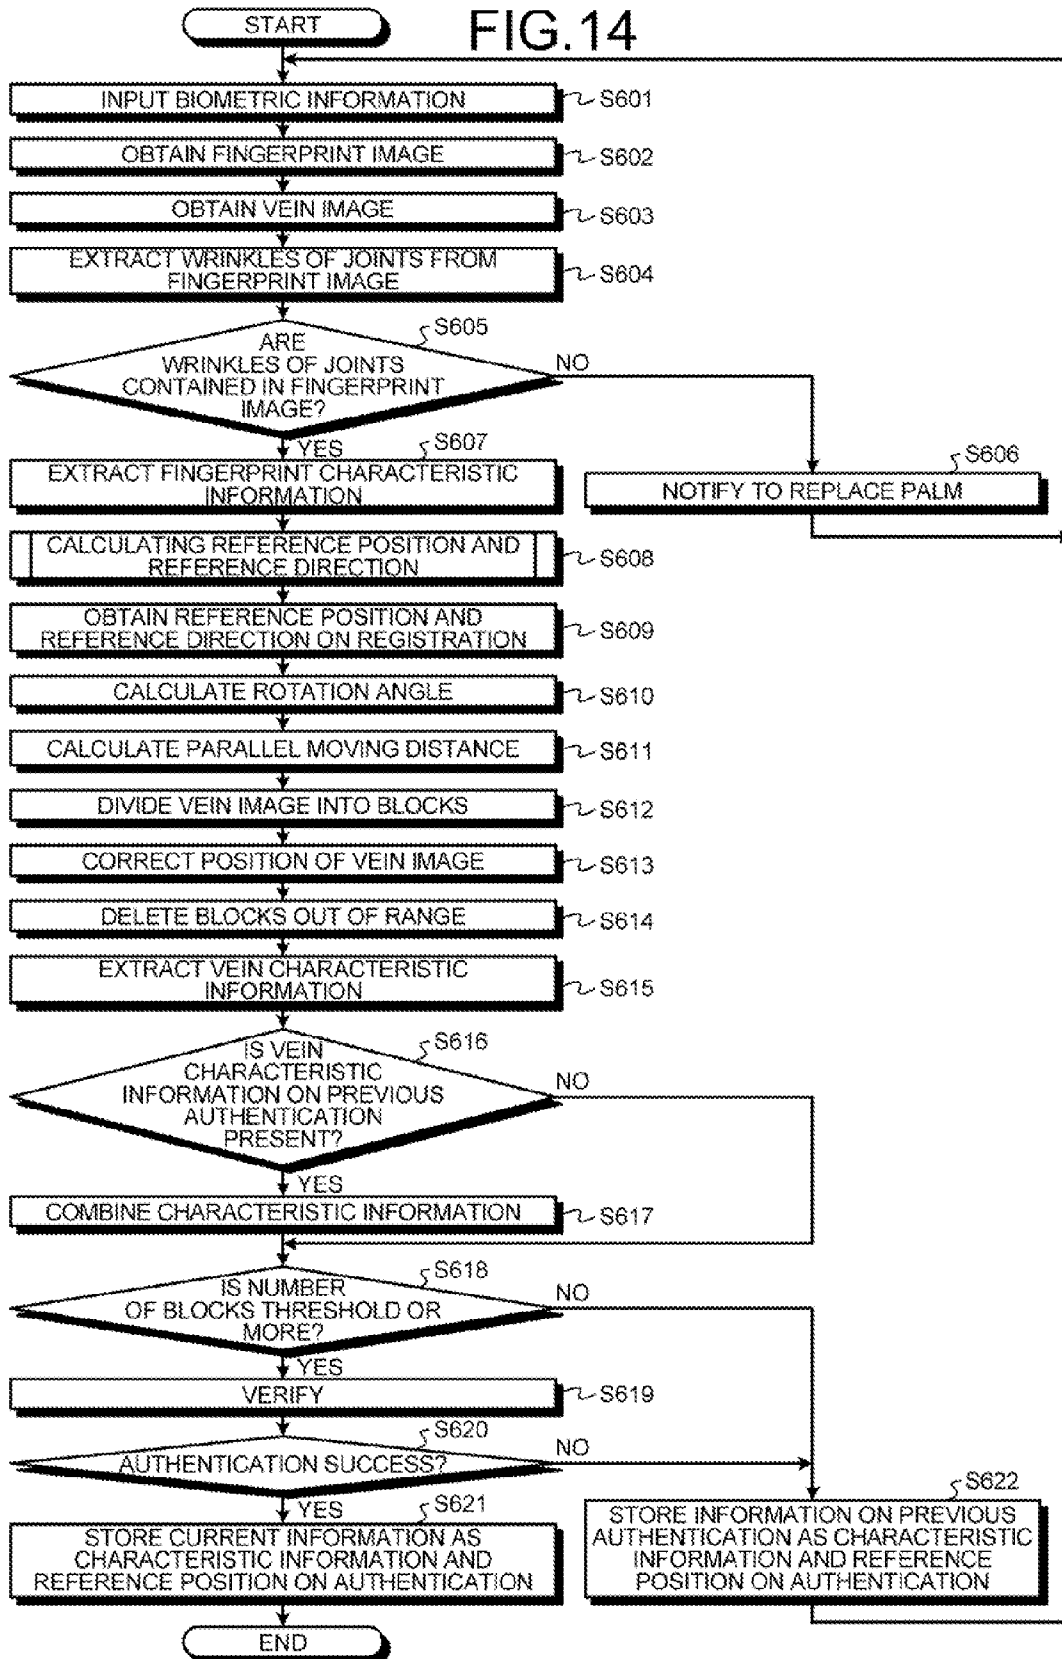 FIG.14
START
INPUT BIOMETRIC INFORMATION
S601
OBTAIN FINGERPRINT IMAGE
S602
OBTAIN VEIN IMAGE
S603
EXTRACT WRINKLES OF JOINTS FROM
FINGERPRINT IMAGE
S604
S605
ARE
WRINKLES OF JOINTS
CONTAINED IN FINGERPRINT
IMAGE?
NO
YES
S606
NOTIFY TO REPLACE PALM
S607
EXTRACT FINGERPRINT CHARACTERISTIC
INFORMATION
CALCULATING REFERENCE POSITION AND
REFERENCE DIRECTION
S608
OBTAIN REFERENCE POSITION AND
REFERENCE DIRECTION ON REGISTRATION
S609
CALCULATE ROTATION ANGLE
S610
CALCULATE PARALLEL MOVING DISTANCE
S611
DIVIDE VEIN IMAGE INTO BLOCKS
S612
CORRECT POSITION OF VEIN IMAGE
S613
DELETE BLOCKS OUT OF RANGE
S614
EXTRACT VEIN CHARACTERISTIC
INFORMATION
S615
S616
IS VEIN
CHARACTERISTIC
INFORMATION ON PREVIOUS
AUTHENTICATION
PRESENT?
NO
YES
COMBINE CHARACTERISTIC INFORMATION
S617
S618
IS NUMBER
OF BLOCKS THRESHOLD OR
MORE?
NO
YES
VERIFY
S619
S620
AUTHENTICATION SUCCESS?
NO
YES
S621
STORE CURRENT INFORMATION AS
CHARACTERISTIC INFORMATION AND
REFERENCE POSITION ON AUTHENTICATION
S622
STORE INFORMATION ON PREVIOUS
AUTHENTICATION AS CHARACTERISTIC
INFORMATION AND REFERENCE
POSITION ON AUTHENTICATION
END